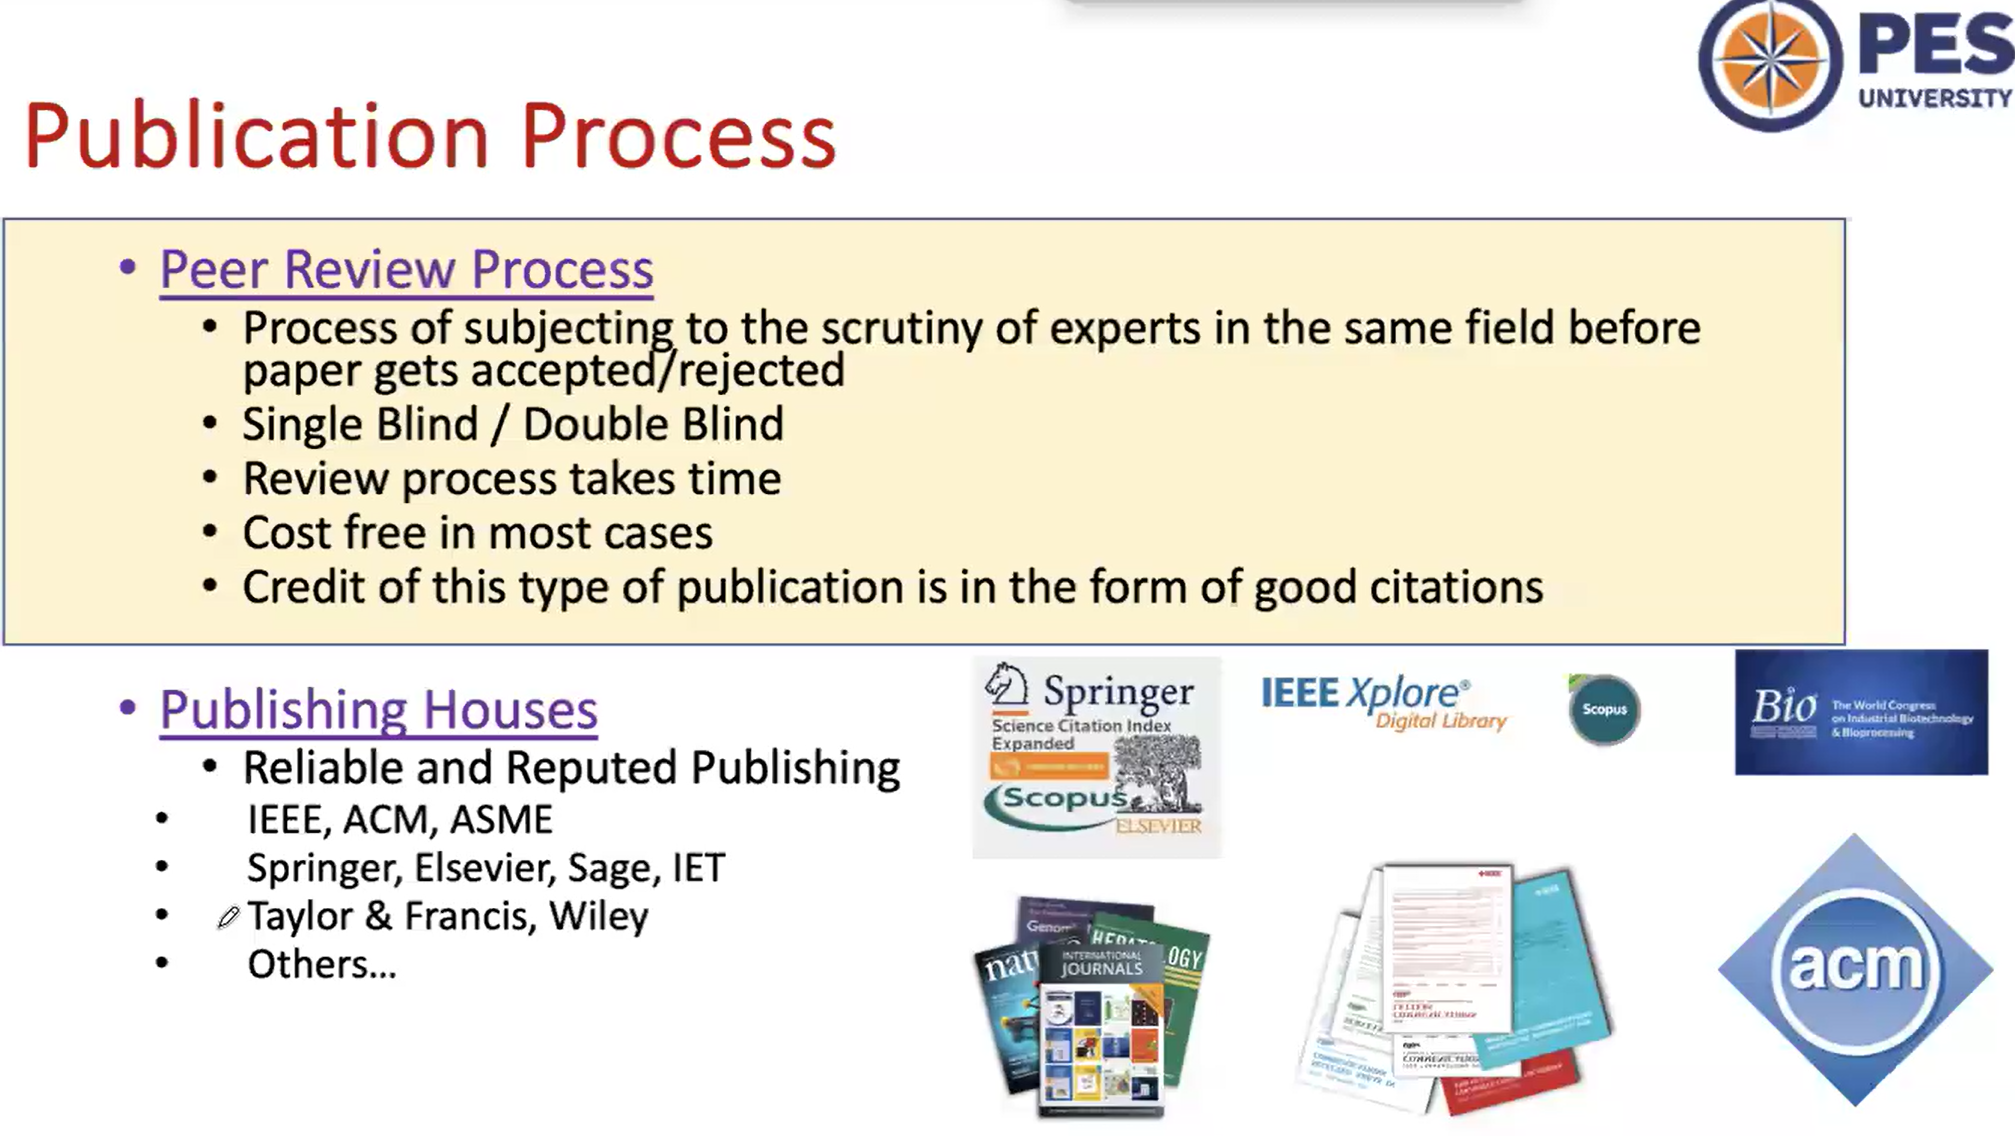 PES
UNIVERSITY
Publication Process
• Peer Review Process
• Process of subjecting to the scrutiny of experts in the same field before
paper gets accepted/rejected
• Single Blind / Double Blind
• Review process takes time
• Cost free in most cases
• Credit of this type of publication is in the form of good citations
• Publishing Houses
• Reliable and Reputed Publishing
• IEEE, ACM, ASME
• Springer, Elsevier, Sage, IET
• Taylor & Francis, Wiley
• Others...
Springer
Science Citation Index
Expanded
Scopus
ELSEVIER
IEEE Xplore®
Digital Library
Scopus
Bio
The World Congress
on Industrial Biotechnology
& Bioprocessing
INTERNATIONAL
JOURNALS
acm